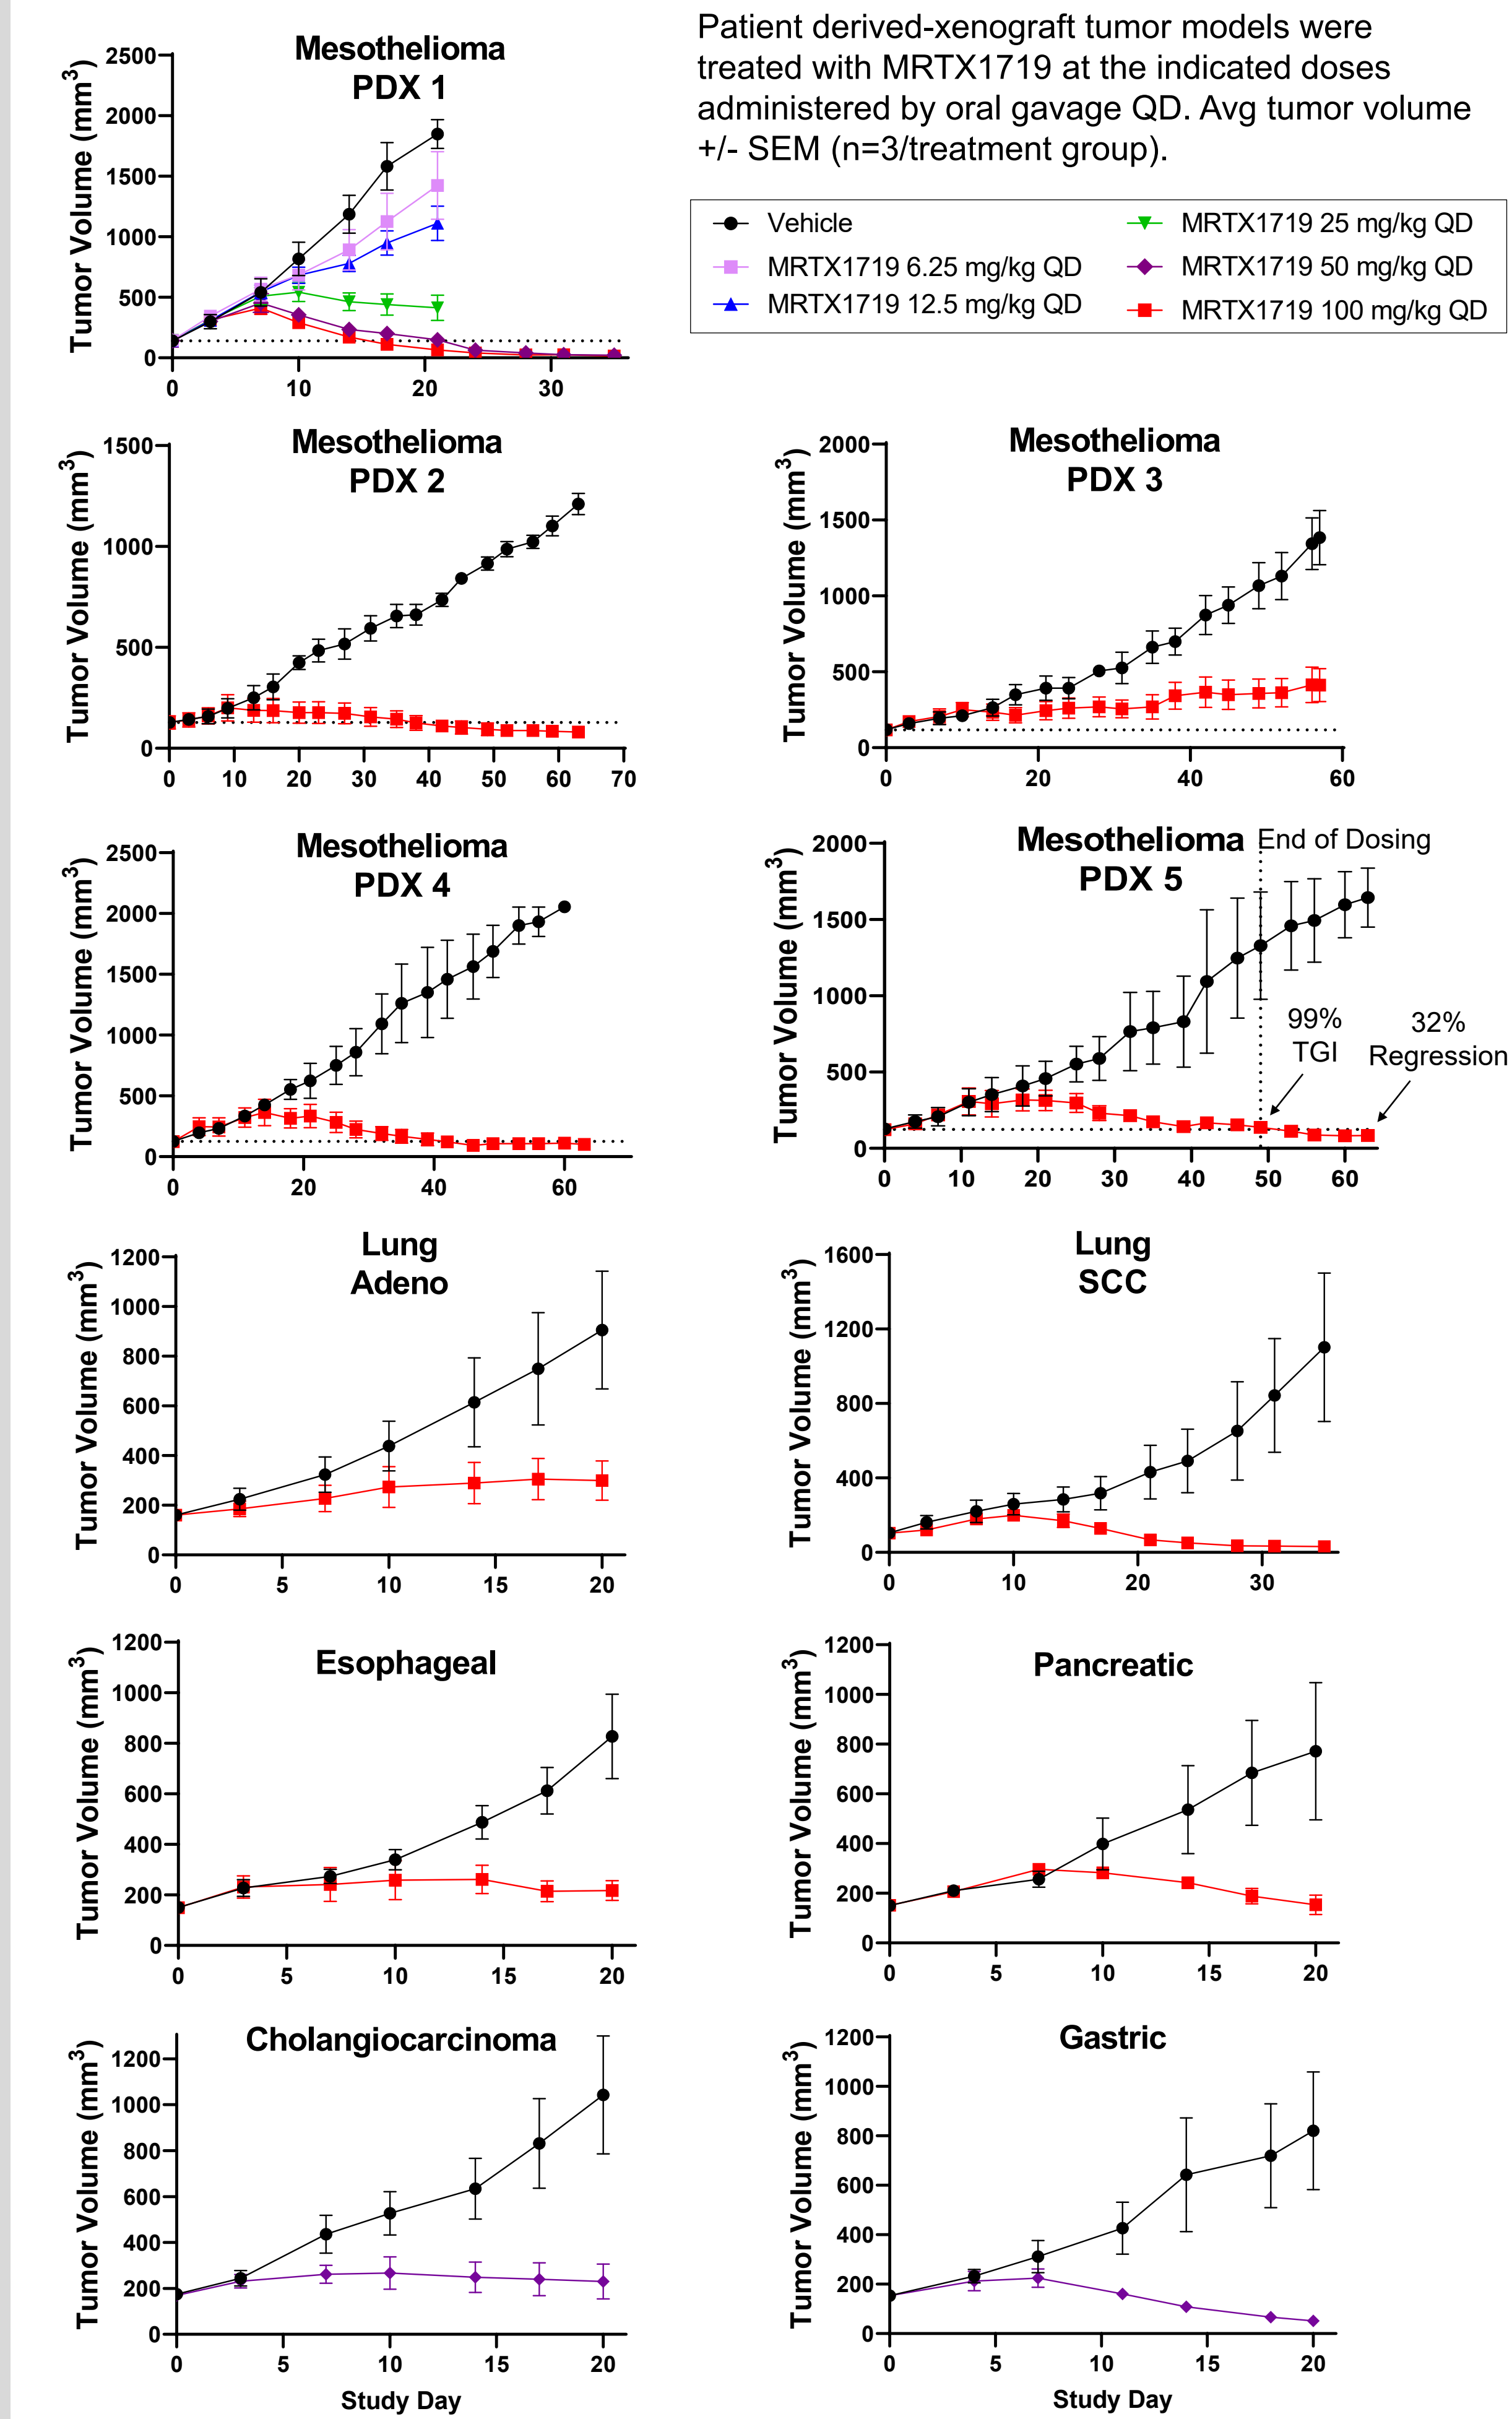 Patient derived-xenograft tumor models were
treated with MRTX1719 at the indicated doses
administered by oral gavage QD. Avg tumor volume
+/- SEM (n=3/treatment group).
Vehicle
MRTX1719 6.25 mg/kg QD
MRTX1719 12.5 mg/kg QD
MRTX1719 25 mg/kg QD
MRTX1719 50 mg/kg QD
MRTX1719 100 mg/kg QD
Mesothelioma
PDX 1
Tumor Volume (mm³)
2500
2000
1500
1000
500
0
0 10 20 30
Mesothelioma
PDX 2
Tumor Volume (mm³)
1500
1000
500
0
0 10 20 30 40 50 60 70
Mesothelioma
PDX 3
Tumor Volume (mm³)
2000
1500
1000
500
0
0 20 40 60
Mesothelioma
PDX 4
Tumor Volume (mm³)
2500
2000
1500
1000
500
0
0 20 40 60
Mesothelioma
PDX 5
End of Dosing
99%
TGI
32%
Regression
Tumor Volume (mm³)
2000
1500
1000
500
0
0 10 20 30 40 50 60
Lung
Adeno
Tumor Volume (mm³)
1200
1000
800
600
400
200
0
0 5 10 15 20
Lung
SCC
Tumor Volume (mm³)
1600
1200
800
400
0
0 10 20 30
Esophageal
Tumor Volume (mm³)
1200
1000
800
600
400
200
0
0 5 10 15 20
Pancreatic
Tumor Volume (mm³)
1200
1000
800
600
400
200
0
0 5 10 15 20
Cholangiocarcinoma
Tumor Volume (mm³)
1200
1000
800
600
400
200
0
0 5 10 15 20
Study Day
Gastric
Tumor Volume (mm³)
1200
1000
800
600
400
200
0
0 5 10 15 20
Study Day